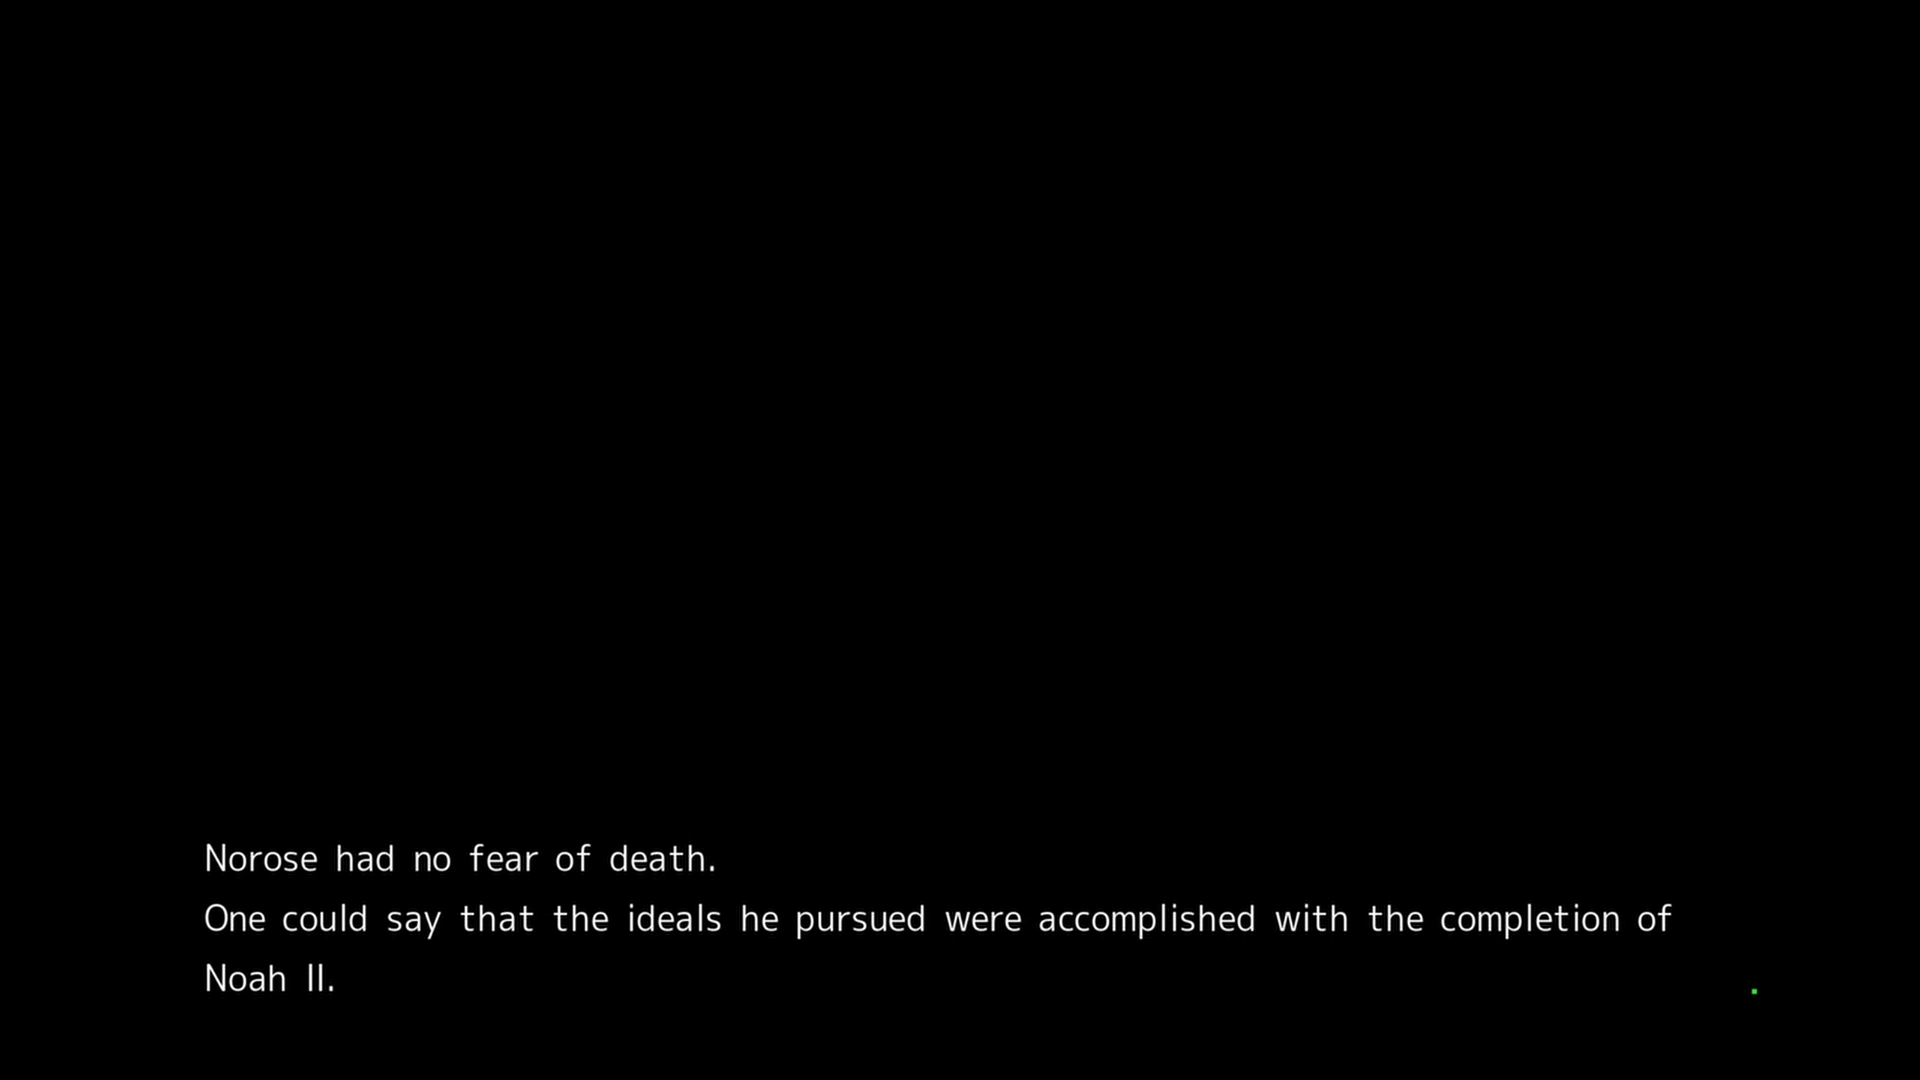 Norose had no fear of death.
One could say that the ideals he pursued were accomplished with the completion of
Noah II.